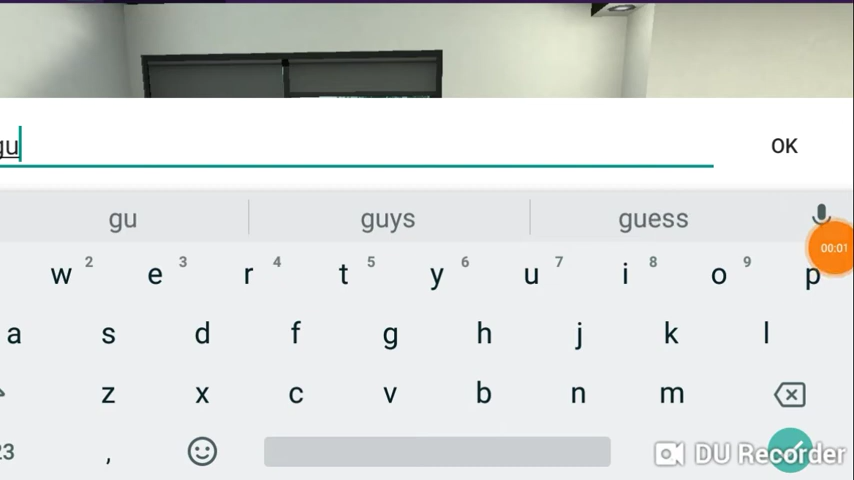 gu
OK
gu guys guess
00:01
w 2 e 3 r 4 t 5 y 6 u 7 i 8 o 9 p
a s d f g h j k l
z x c v b n m
23 ,
DU Recorder